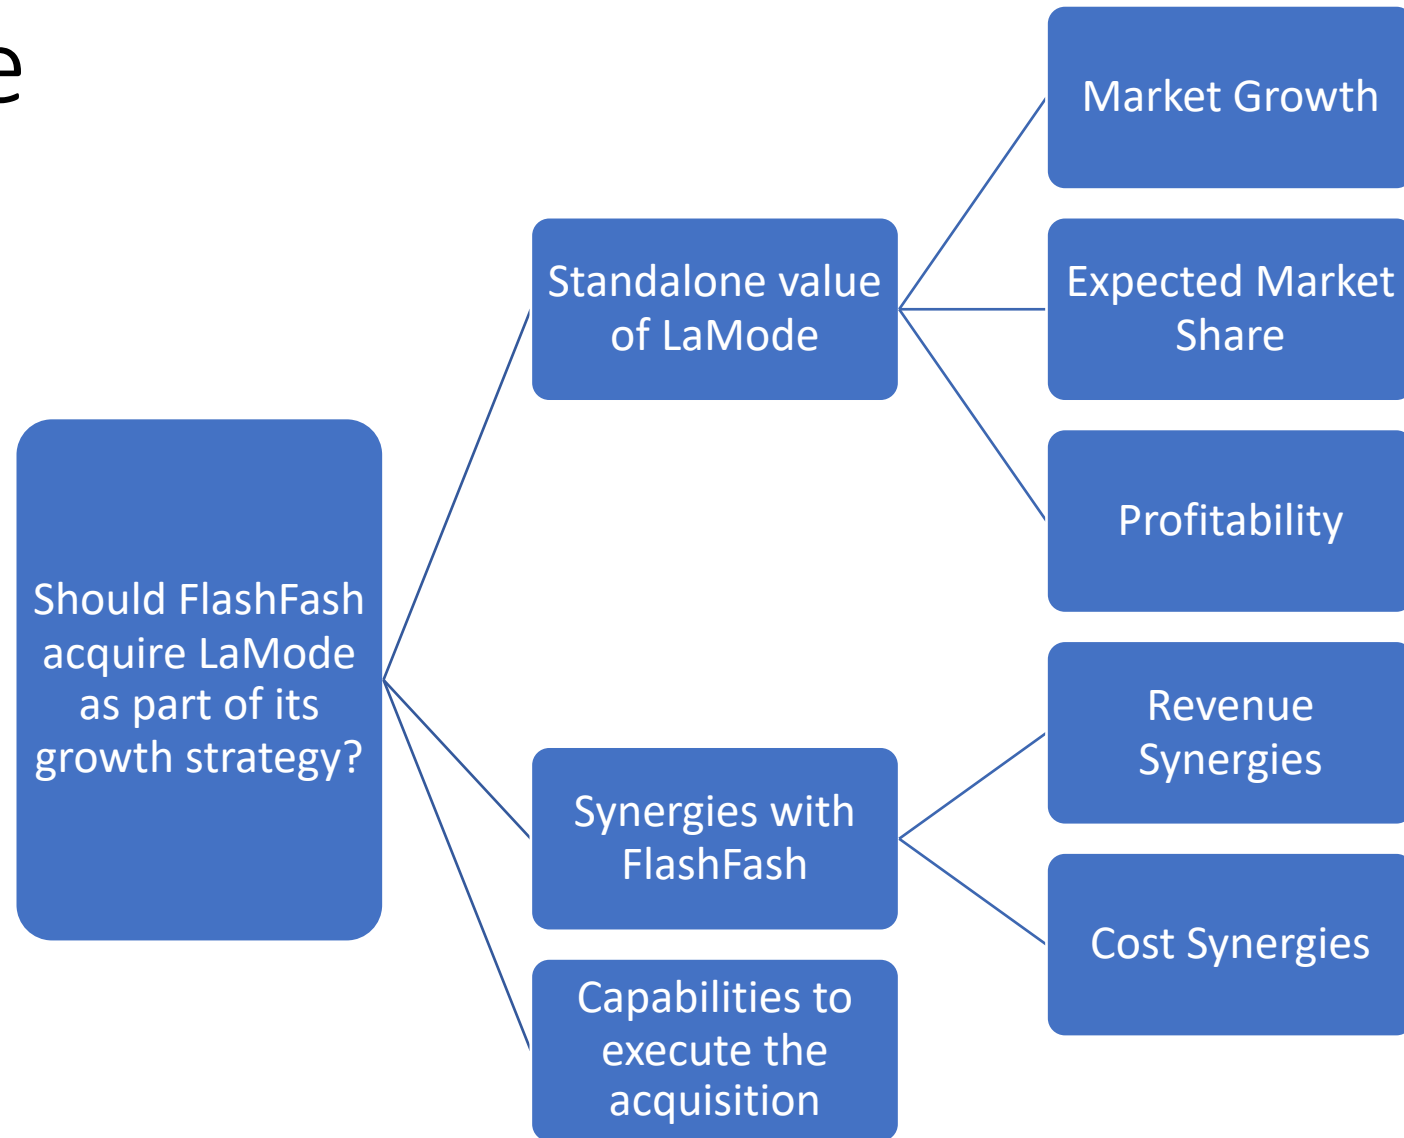 e
Should FlashFash
acquire LaMode
as part of its
growth strategy?
Standalone value
of LaMode
Market Growth
Expected Market
Share
Profitability
Synergies with
FlashFash
Revenue
Synergies
Cost Synergies
Capabilities to
execute the
acquisition